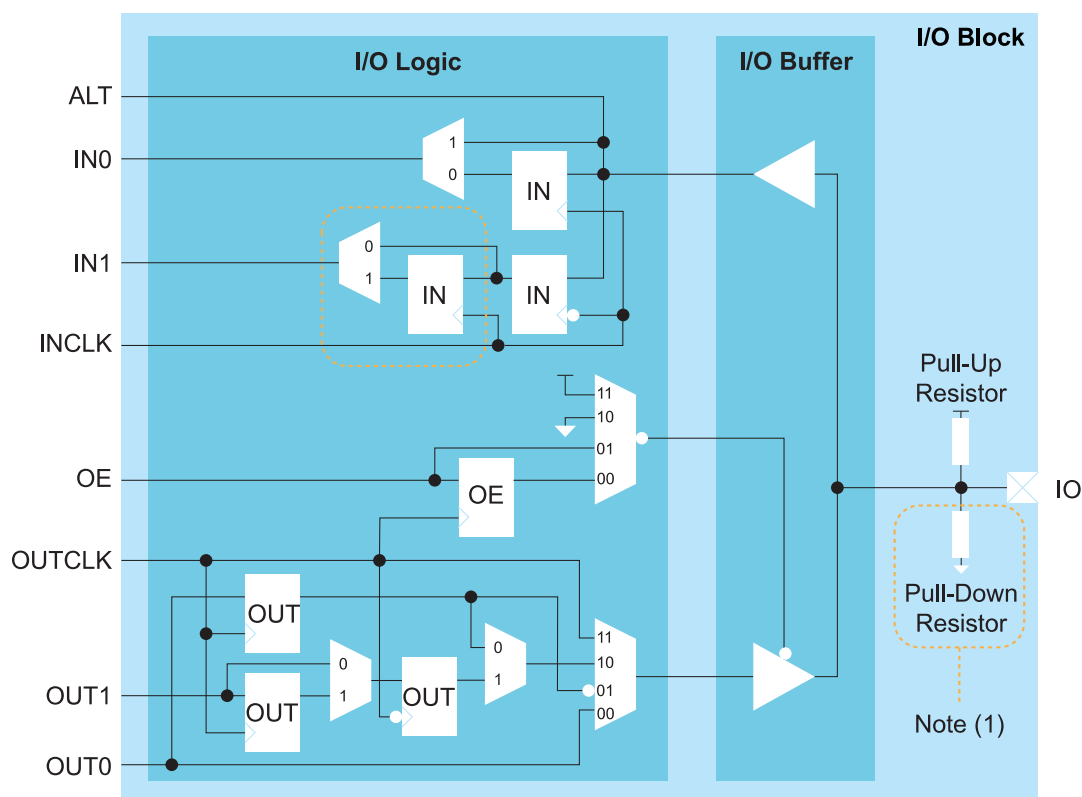 I/O Block
I/O Logic
I/O Buffer
ALT
IN0
1
0
IN
IN1
0
1
IN
IN
INCLK
Pull-Up
Resistor
11
10
01
00
OE
OE
IO
OUTCLK
Pull-Down
Resistor
OUT
0
1
OUT1
OUT
OUT
0
1
11
10
01
00
Note (1)
OUT0